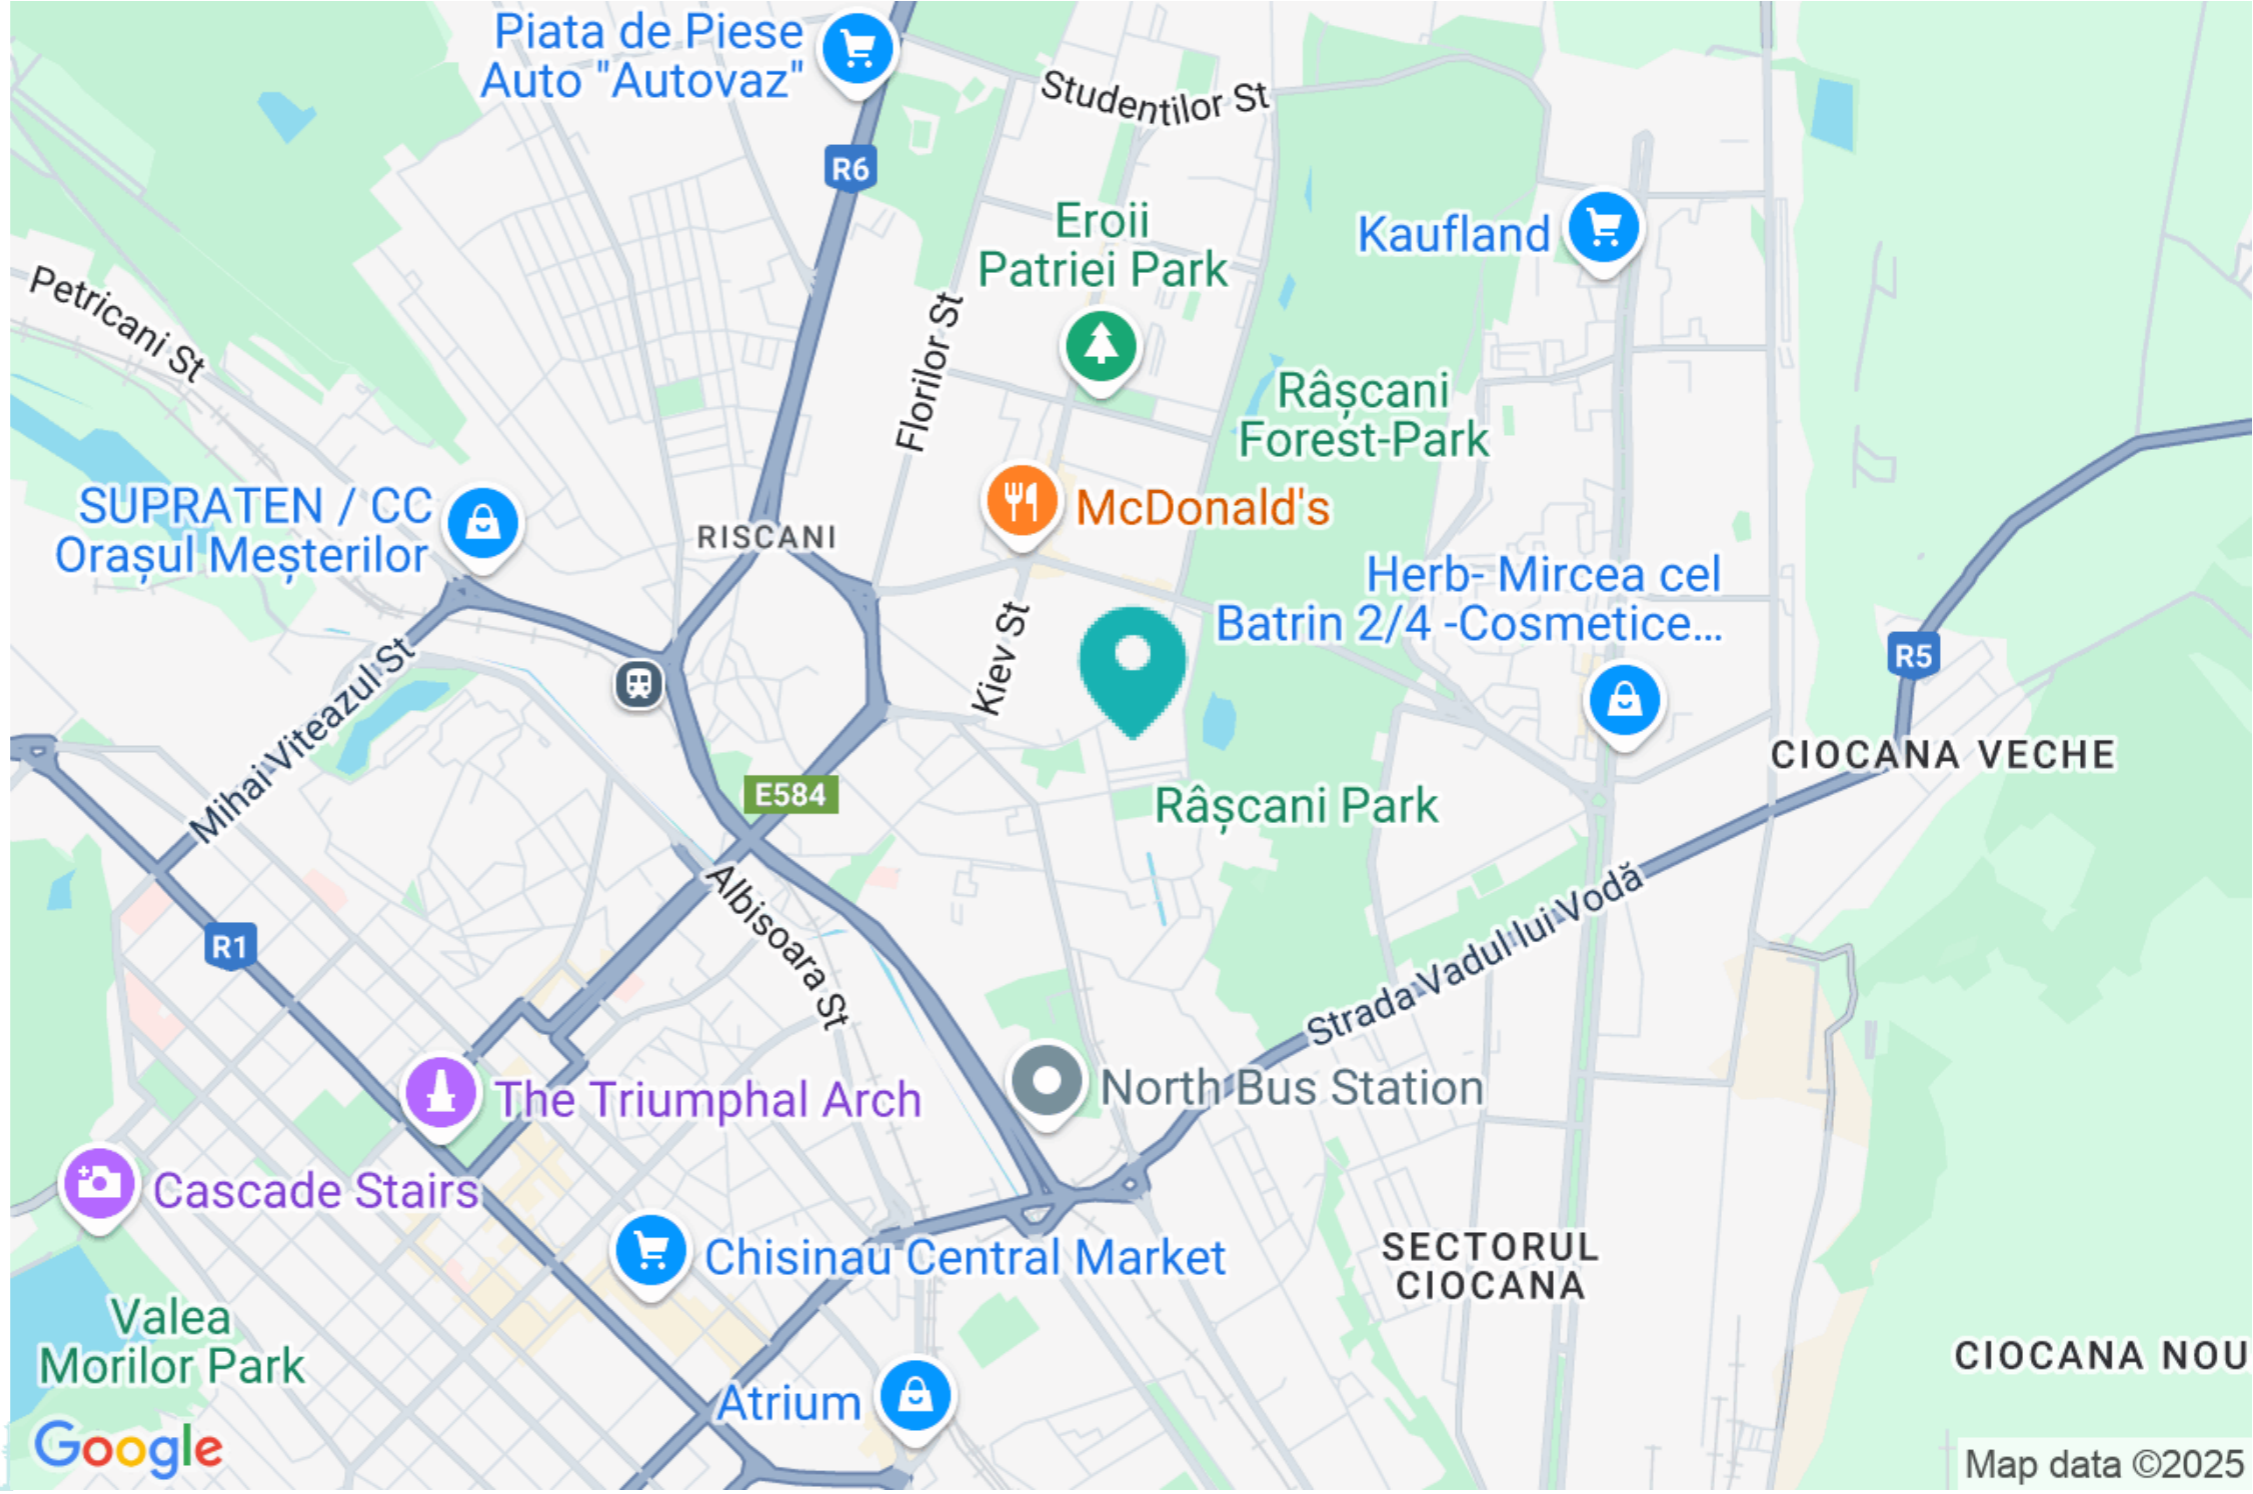 Piata de Piese
Auto "Autovaz"
Studentilor St
R6
Eroii
Patriei Park
Kaufland
Petricani St
Florilor St
Râșcani
Forest-Park
SUPRATEN / CC
Orașul Meșterilor
RISCANI
McDonald's
Herb- Mircea cel
Batrin 2/4 -Cosmetice...
Kiev St
R5
Mihai Viteazul St
CIOCANA VECHE
E584
Râșcani Park
Albisoara St
Strada Vadul lui Vodă
R1
The Triumphal Arch
North Bus Station
Cascade Stairs
Chisinau Central Market
SECTORUL
CIOCANA
Valea
Morilor Park
CIOCANA NOU
Atrium
Google
Map data ©2025